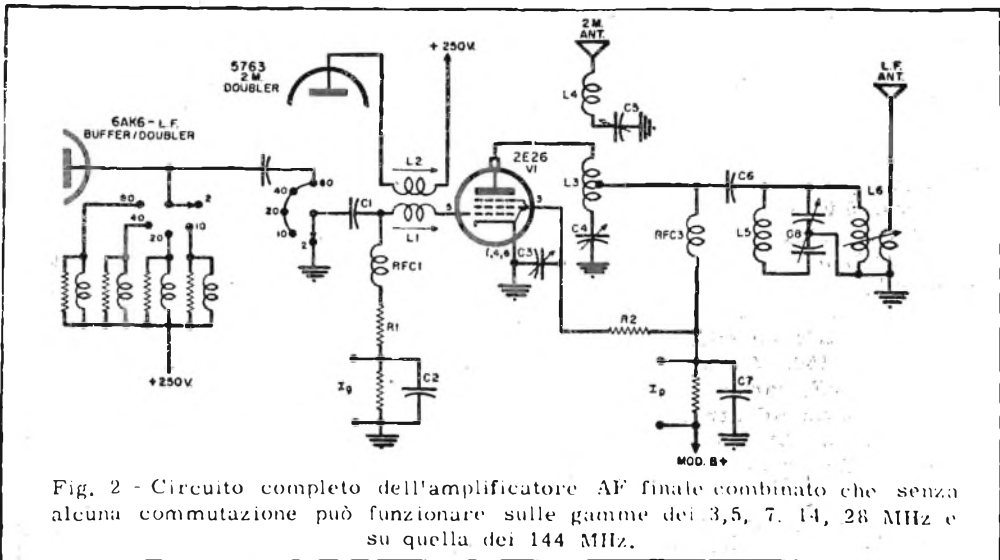 2 M.
ANT.
+ 250V.
5763
2 M.
DOUBLER
L.F.
ANT.
L4
C5
6AK6 - L.F.
BUFFER/DOUBLER
L2
2E26
V1
L3
C6
L6
80
40
20
10
2
C1
5
3
80
2
40
20
10
L1
C4
L5
C8
RFC3
1,4,6
C3
RFC1
R2
R1
+250V.
Ig
C2
Ip
C7
MOD. B+
Fig. 2 - Circuito completo dell'amplificatore AF finale combinato che senza
alcuna commutazione può funzionare sulle gamme dei 3,5, 7, 14, 28 MHz e
su quella dei 144 MHz.